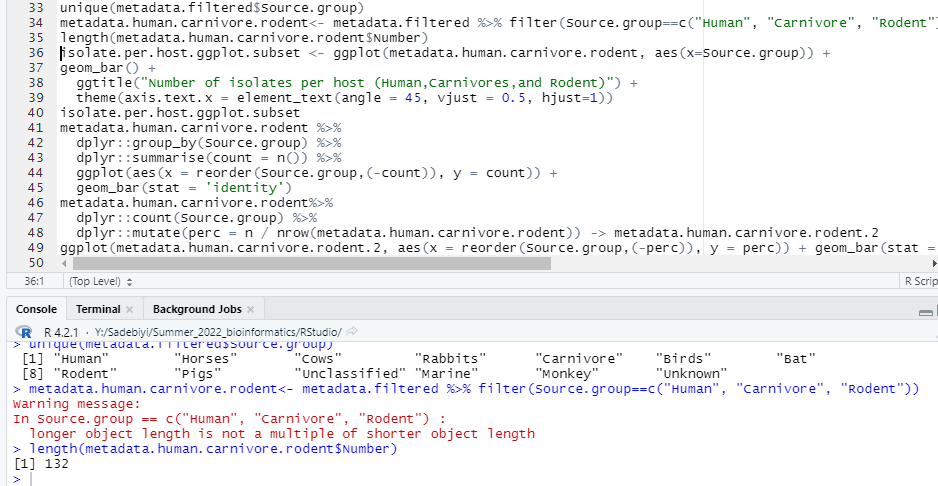 33 unique(metadata.filtered$Source.group)
34 metadata.human.carnivore.rodent<- metadata.filtered %>% filter(Source.group==c("Human", "Carnivore", "Rodent")
35 length(metadata.human.carnivore.rodent$Number)
36 isolate.per.host.ggplot.subset <- ggplot(metadata.human.carnivore.rodent, aes(x=Source.group)) +
37 geom_bar() +
38   ggtitle("Number of isolates per host (Human,Carnivores,and Rodent)") +
39   theme(axis.text.x = element_text(angle = 45, vjust = 0.5, hjust=1))
40 isolate.per.host.ggplot.subset
41 metadata.human.carnivore.rodent %>%
42   dplyr::group_by(Source.group) %>%
43   dplyr::summarise(count = n()) %>%
44   ggplot(aes(x = reorder(Source.group,(-count)), y = count)) +
45   geom_bar(stat = 'identity')
46 metadata.human.carnivore.rodent%>%
47   dplyr::count(Source.group) %>%
48   dplyr::mutate(perc = n / nrow(metadata.human.carnivore.rodent)) -> metadata.human.carnivore.rodent.2
49 ggplot(metadata.human.carnivore.rodent.2, aes(x = reorder(Source.group,(-perc)), y = perc)) + geom_bar(stat =
50
36:1 (Top Level) R Scrip
Console Terminal Background Jobs
R 4.2.1 · Y:/Sadebiyi/Summer_2022_bioinformatics/RStudio/
> unique(metadata.filtered$Source.group)
[1] "Human" "Horses" "Cows" "Rabbits" "Carnivore" "Birds" "Bat"
[8] "Rodent" "Pigs" "Unclassified" "Marine" "Monkey" "Unknown"
> metadata.human.carnivore.rodent<- metadata.filtered %>% filter(Source.group==c("Human", "Carnivore", "Rodent"))
Warning message:
In Source.group == c("Human", "Carnivore", "Rodent") :
  longer object length is not a multiple of shorter object length
> length(metadata.human.carnivore.rodent$Number)
[1] 132
>